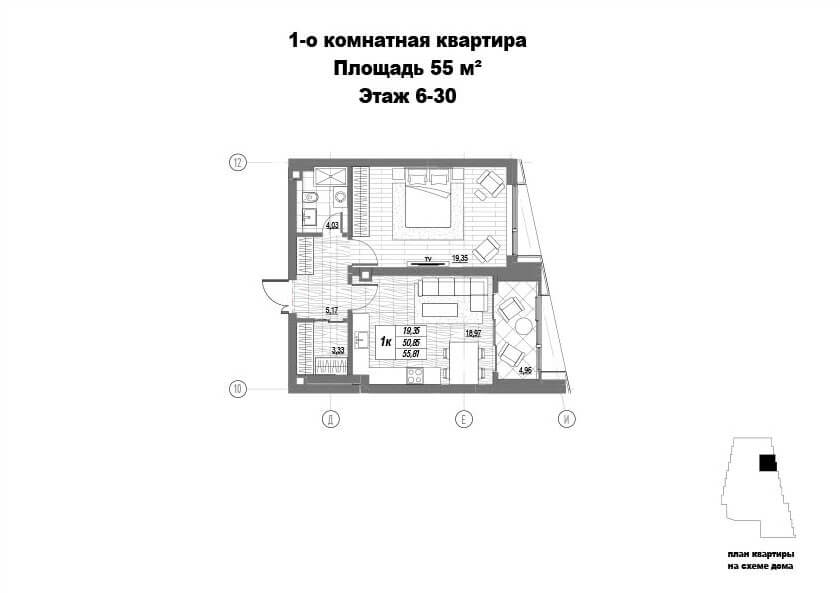 1-о комнатная квартира
Площадь 55 м²
Этаж 6-30
12
4,03
TV
19,35
5,17
1к
19,35
50,85
55,81
18,97
3,33
4,96
10
Д
Е
И
план квартиры
на схеме дома